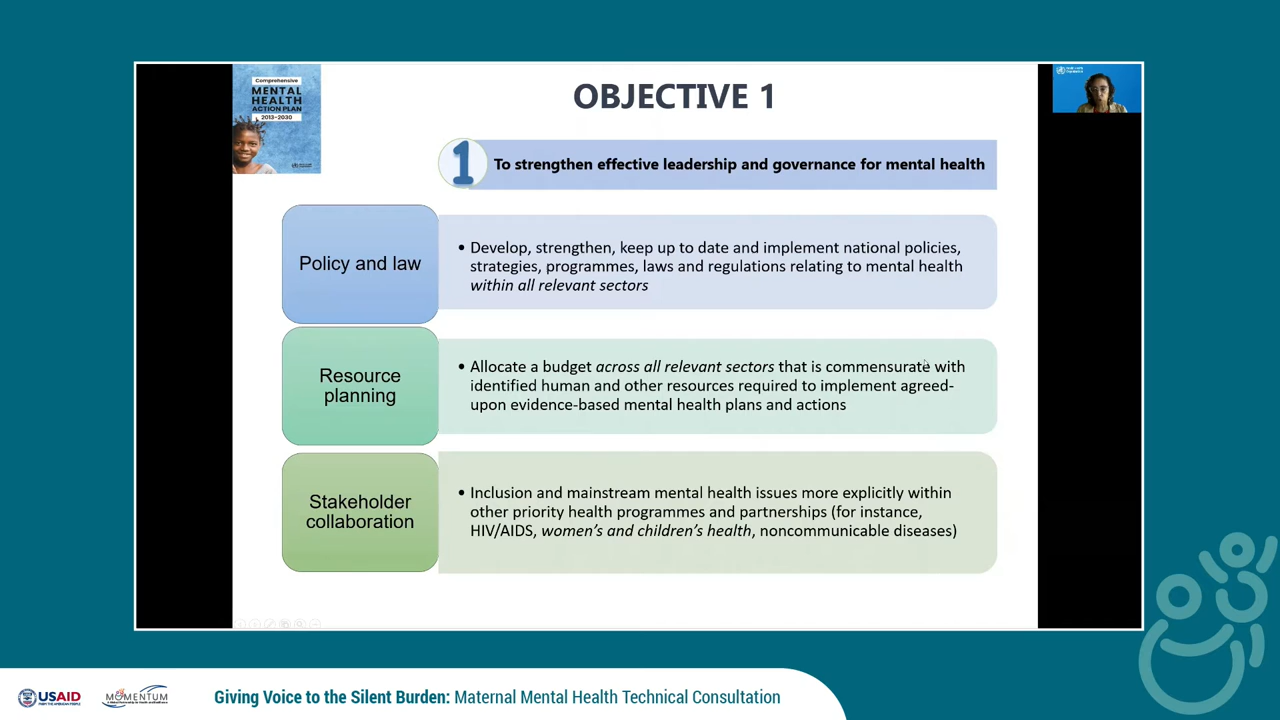 Comprehensive
MENTAL
HEALTH
ACTION PLAN
2013-2030
OBJECTIVE 1
1
To strengthen effective leadership and governance for mental health
Policy and law
• Develop, strengthen, keep up to date and implement national policies,
strategies, programmes, laws and regulations relating to mental health
within all relevant sectors
Resource
planning
• Allocate a budget across all relevant sectors that is commensurate with
identified human and other resources required to implement agreed-
upon evidence-based mental health plans and actions
Stakeholder
collaboration
• Inclusion and mainstream mental health issues more explicitly within
other priority health programmes and partnerships (for instance,
HIV/AIDS, women's and children's health, noncommunicable diseases)
USAID
FROM THE AMERICAN PEOPLE
MOMENTUM
Giving Voice to the Silent Burden: Maternal Mental Health Technical Consultation